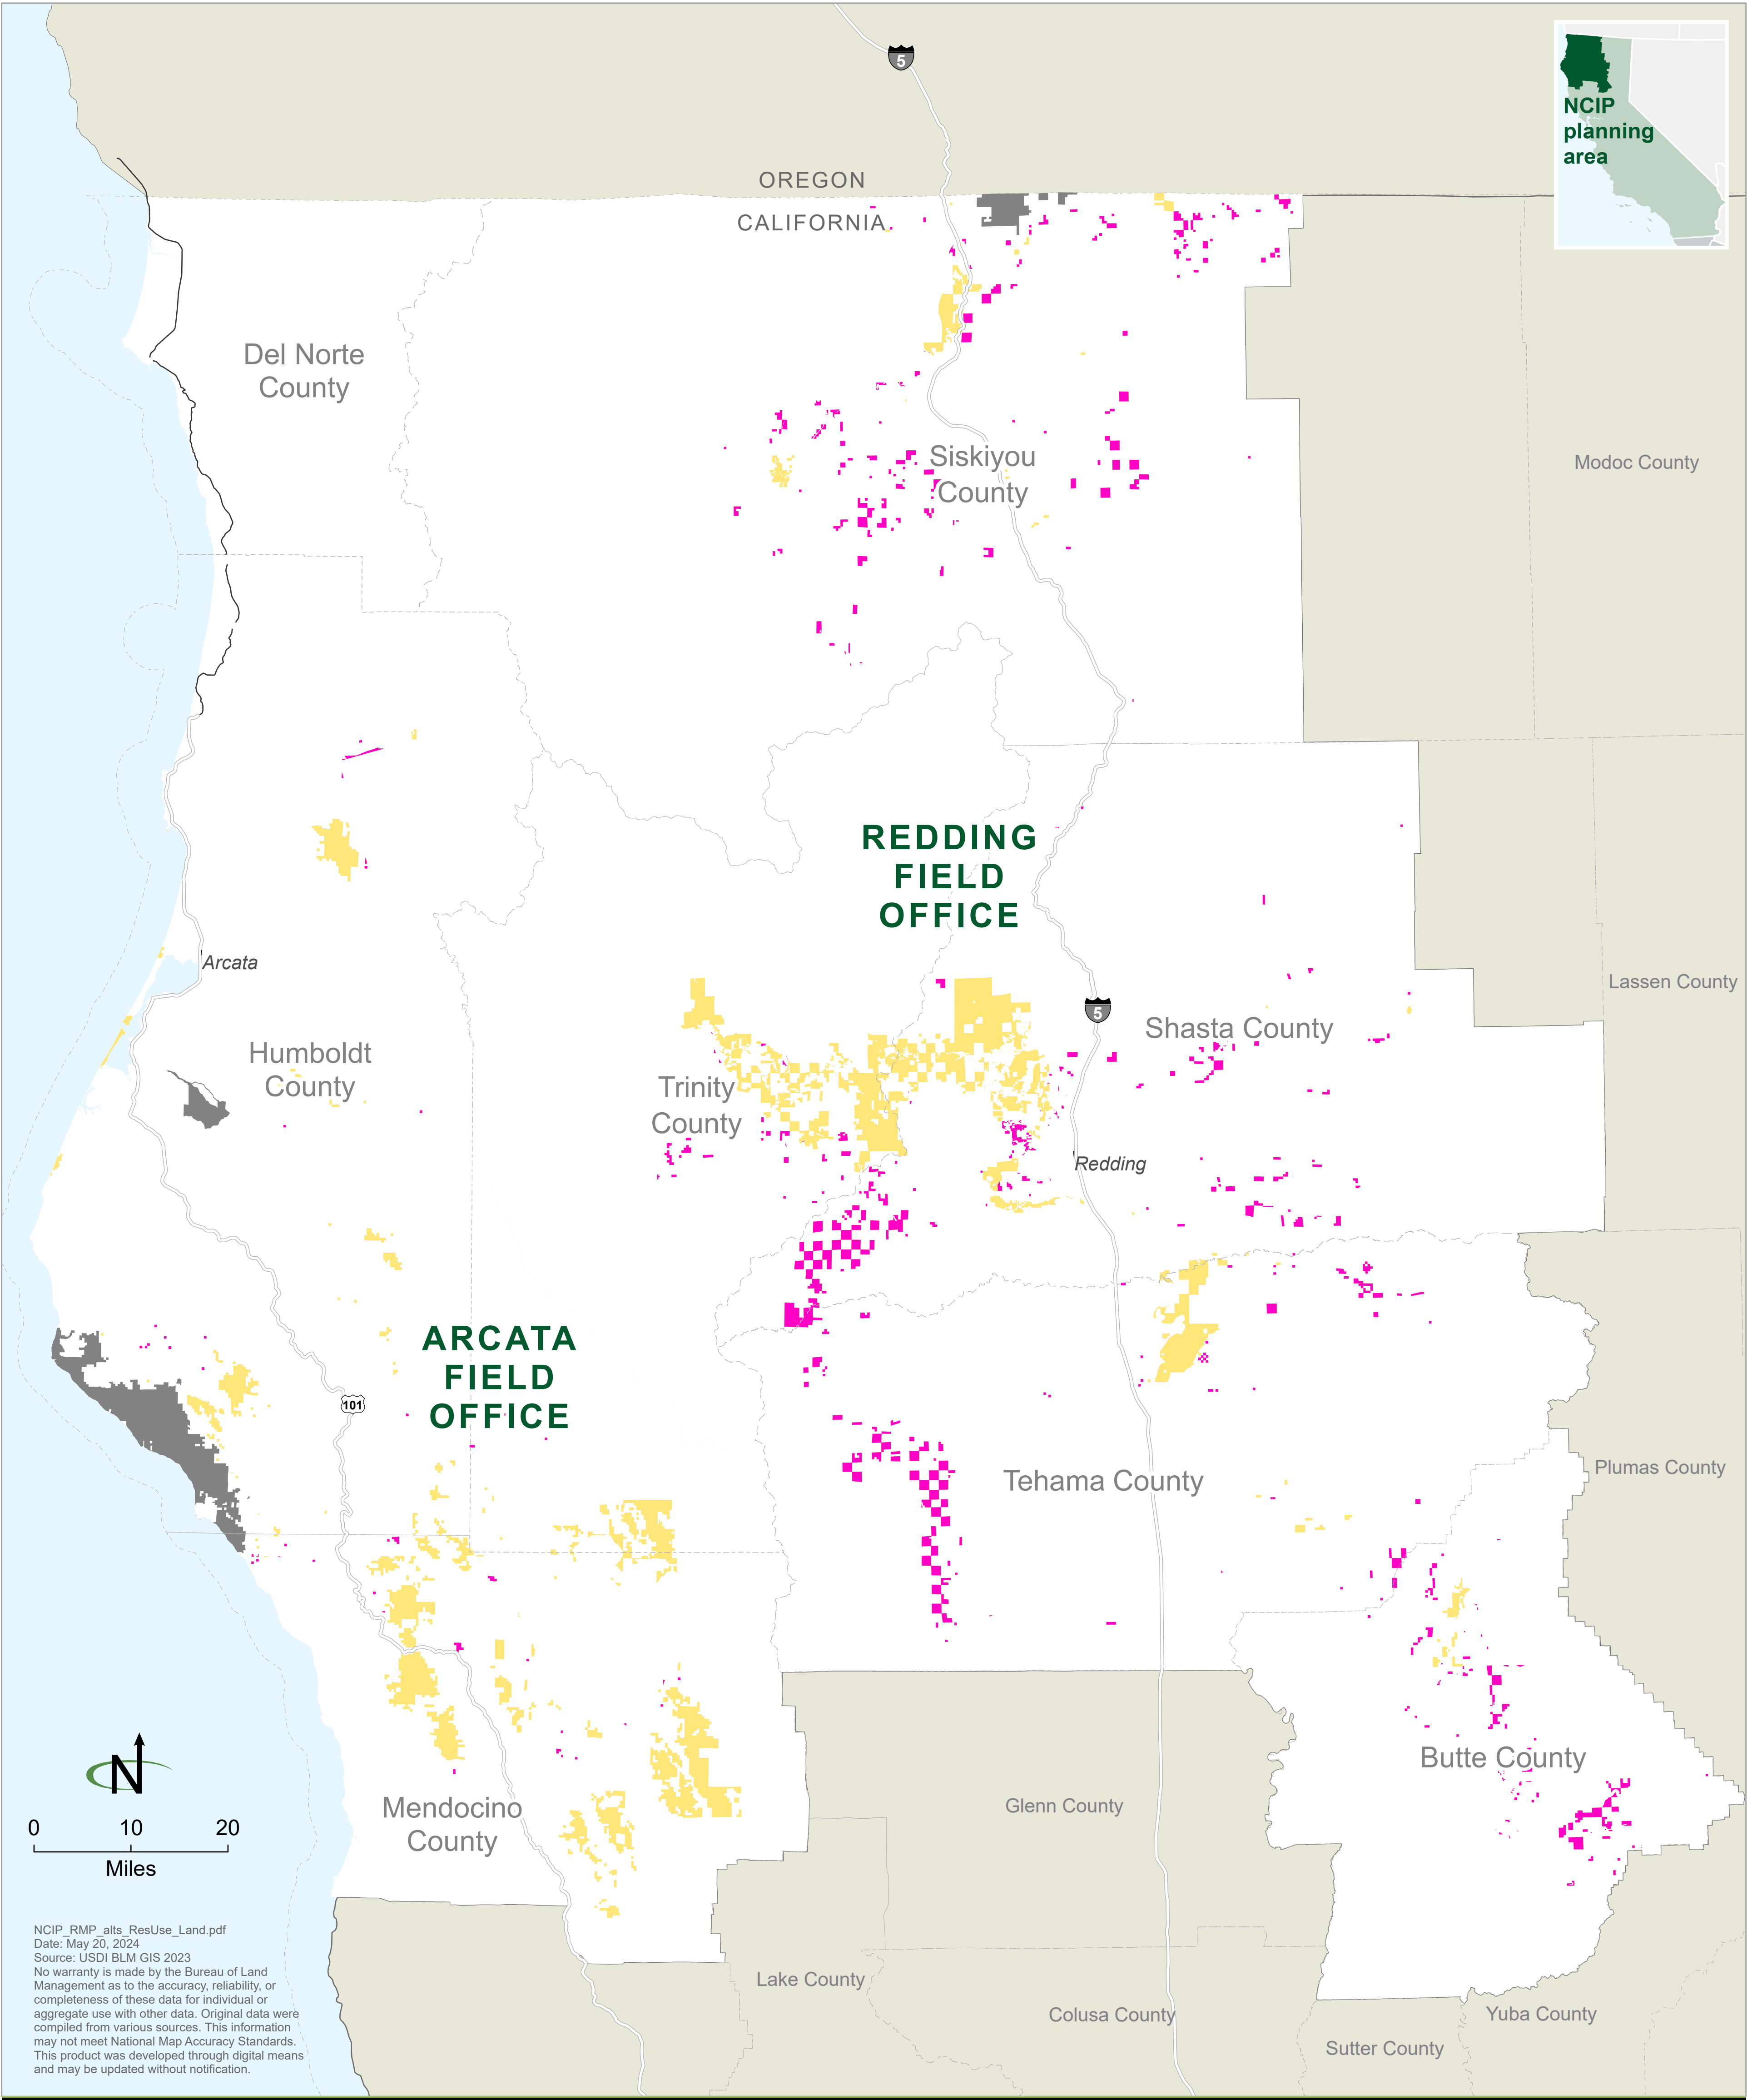 5
NCIP
planning
area
OREGON
CALIFORNIA
Del Norte
County
Siskiyou
County
Modoc County
REDDING
FIELD
OFFICE
Arcata
Lassen County
5
Shasta County
Humboldt
County
Trinity
County
Redding
ARCATA
FIELD
OFFICE
101
Tehama County
Plumas County
N
Butte County
Mendocino
County
Glenn County
0 10 20
Miles
NCIP_RMP_alts_ResUse_Land.pdf
Date: May 20, 2024
Source: USDI BLM GIS 2023
No warranty is made by the Bureau of Land
Management as to the accuracy, reliability, or
completeness of these data for individual or
aggregate use with other data. Original data were
compiled from various sources. This information
may not meet National Map Accuracy Standards.
This product was developed through digital means
and may be updated without notification.
Lake County
Colusa County
Yuba County
Sutter County